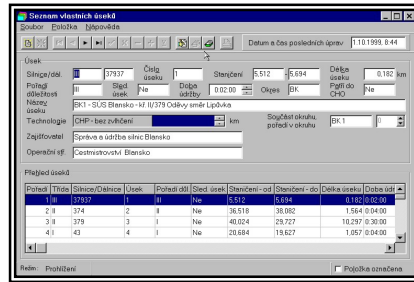 Seznam vlastních úseků
Soubor Položka Nápověda
Datum a čas posledních úprav 1.10.1999, 8:44
Úsek
Silnice/dál. III 37937 Číslo úseku 1 Staničení 5,512 - 5,694 Délka úseku 0,182 km
Pořadí důležitosti III Sled. úsek Ne Doba údržby 0:02:00 Okres BK Patří do CHO Ne
Název úseku BK1 - SÚS Blansko - kř. II/379 Oděvy směr Lipůvka
Technologie CHP - bez zvlhčení km Součást okruhu, pořadí v okruhu BK 1 0
Zajišťovatel Správa a údržba silnic Blansko
Operační stř. Cestmistrovství Blansko
Přehled úseků
Pořadí Třída Silnice/Dálnice Úsek Pořadí důl. Sled. úsek Staničení - od Staničení - do Délka úseku Doba údr
1 III 37937 1 III Ne 5,512 5,694 0,182 0:02:00
2 II 374 2 II Ne 36,518 38,082 1,564 0:04:00
3 II 379 1 I Ne 40,024 29,727 10,297 0:30:00
4 I 43 4 I Ne 20,684 19,627 1,057 0:04:00
Režim: Prohlížení Položka označena